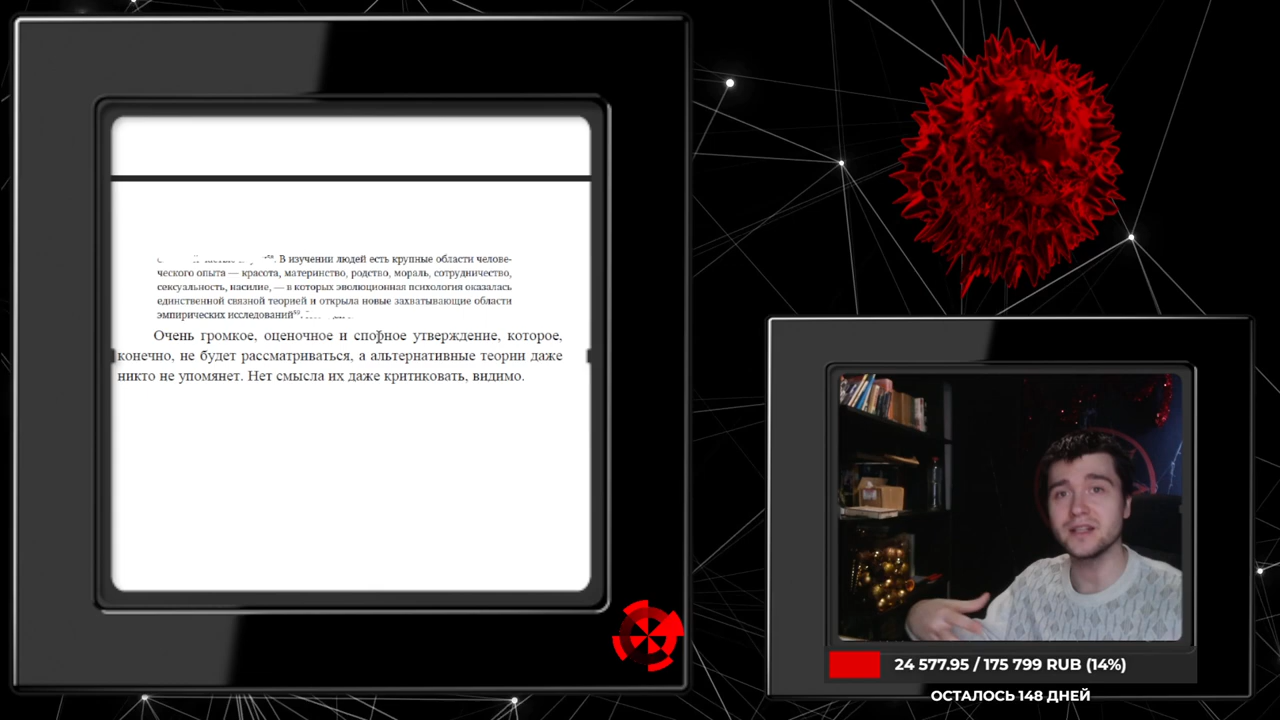 В изучении людей есть крупные области челове-
ческого опыта — красота, материнство, родство, мораль, сотрудничество,
сексуальность, насилие, — в которых эволюционная психология оказалась
единственной связной теорией и открыла новые захватывающие области
эмпирических исследований
Очень громкое, оценочное и спорное утверждение, которое,
конечно, не будет рассматриваться, а альтернативные теории даже
никто не упомянет. Нет смысла их даже критиковать, видимо.
24 577.95 / 175 799 RUB (14%)
ОСТАЛОСЬ 148 ДНЕЙ